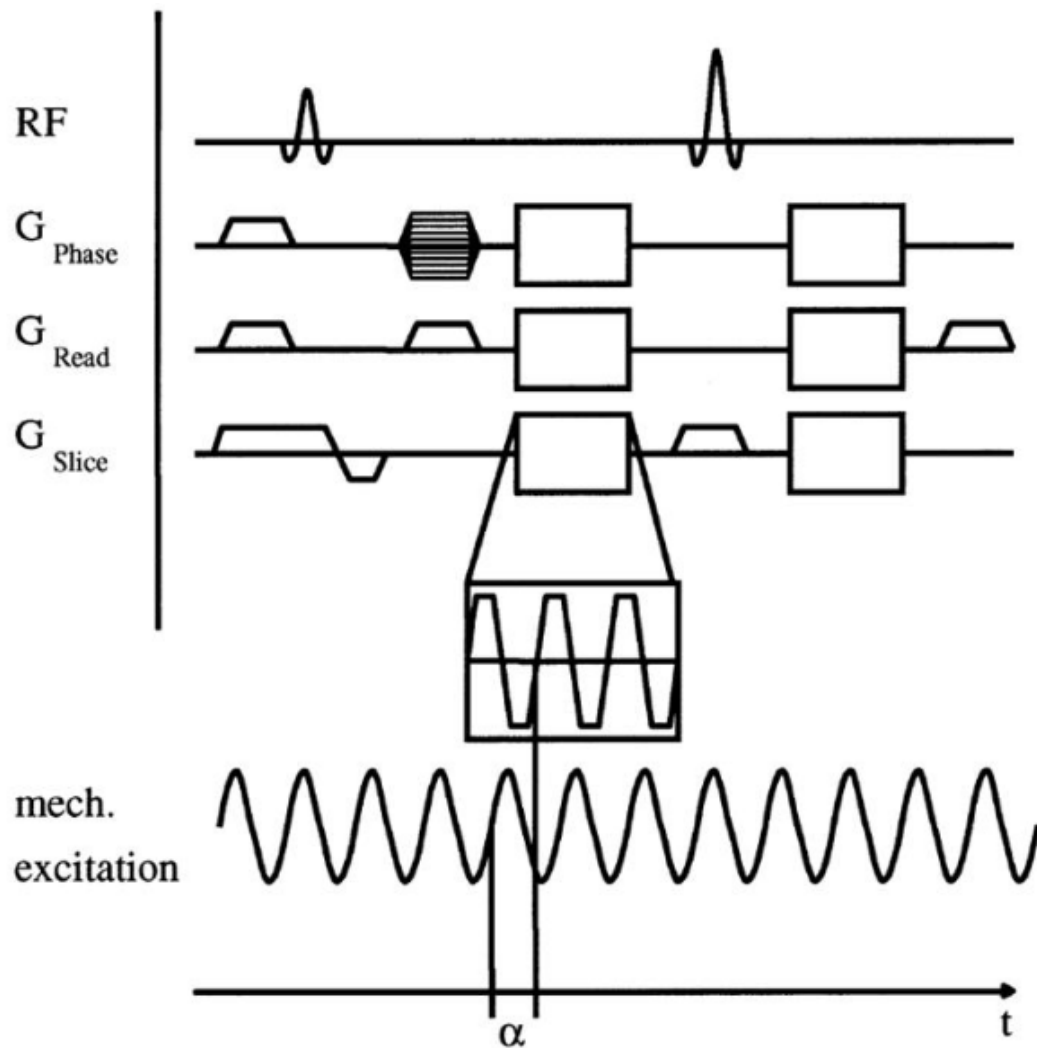 RF
G Phase
G Read
G Slice
mech.
excitation
α
t